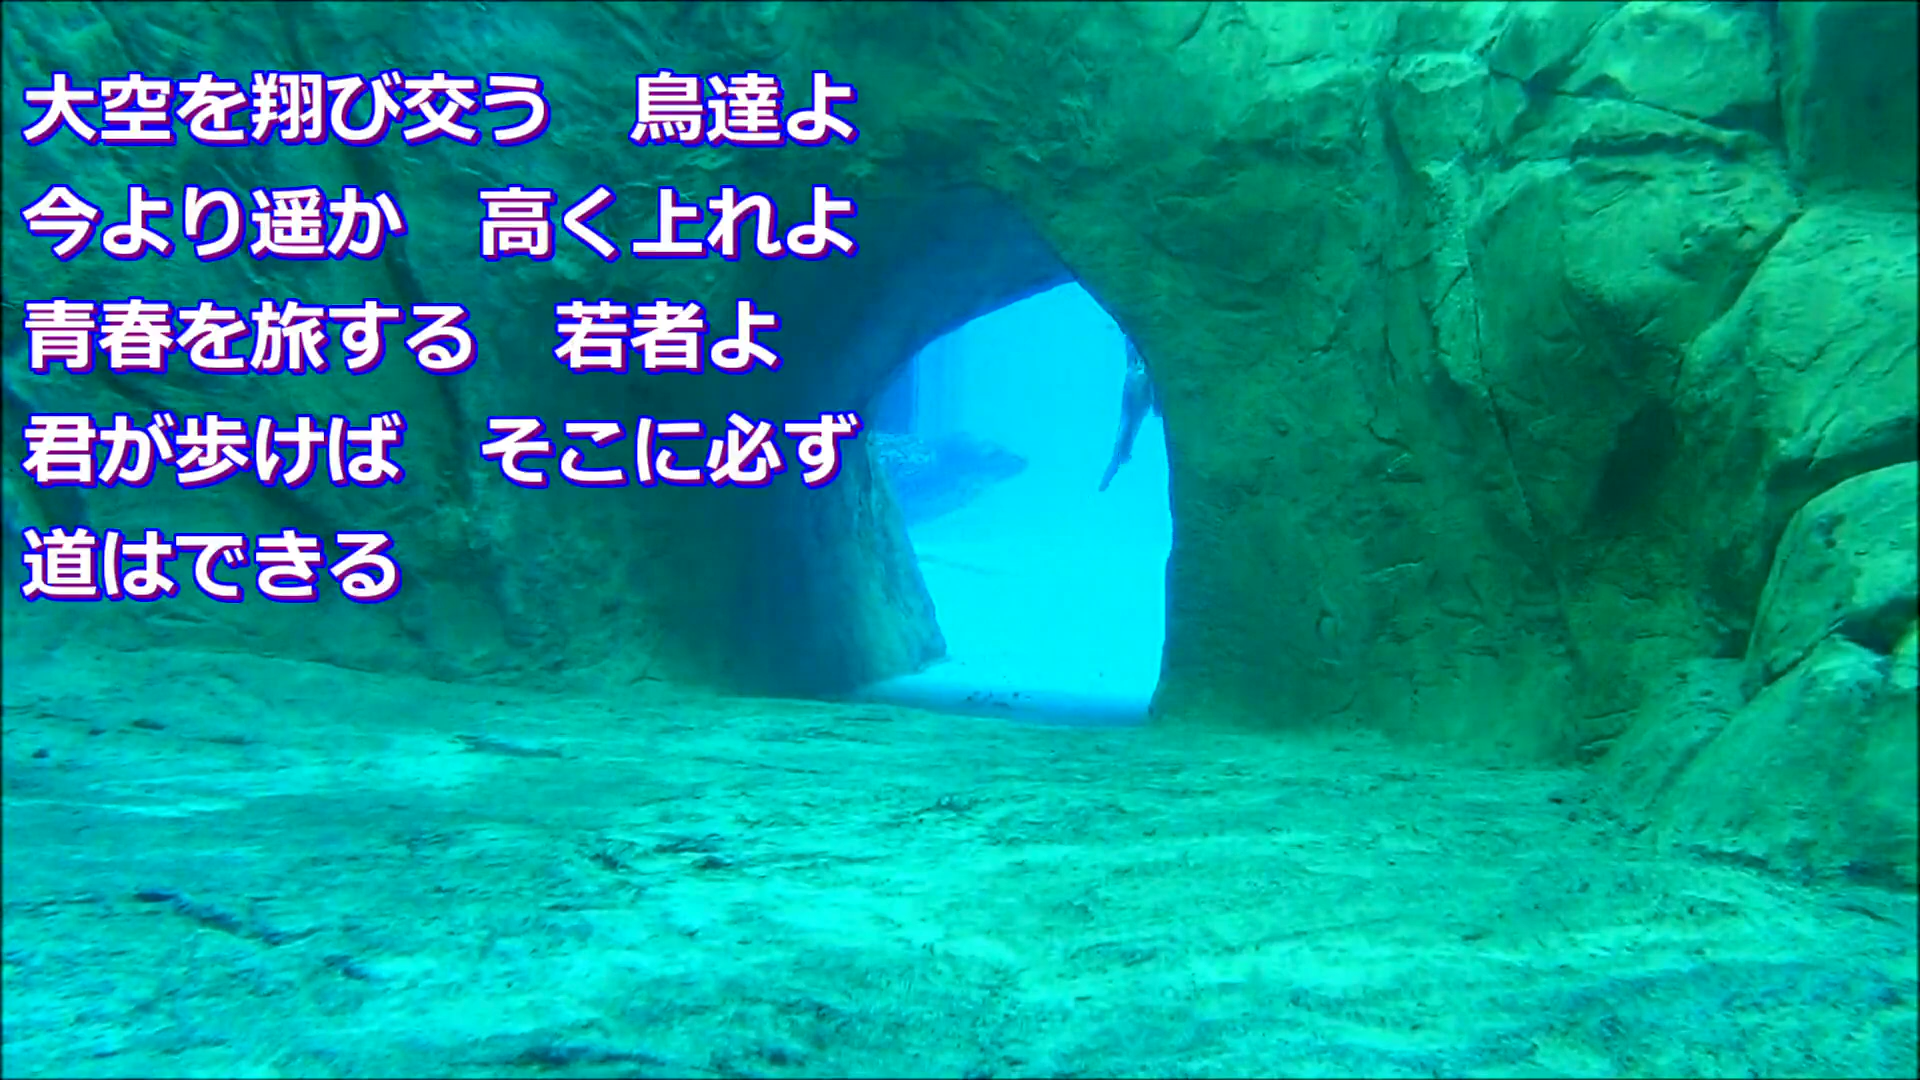 大空を翔び交う　鳥達よ
今より遥か　高く上れよ
青春を旅する　若者よ
君が歩けば　そこに必ず
道はできる